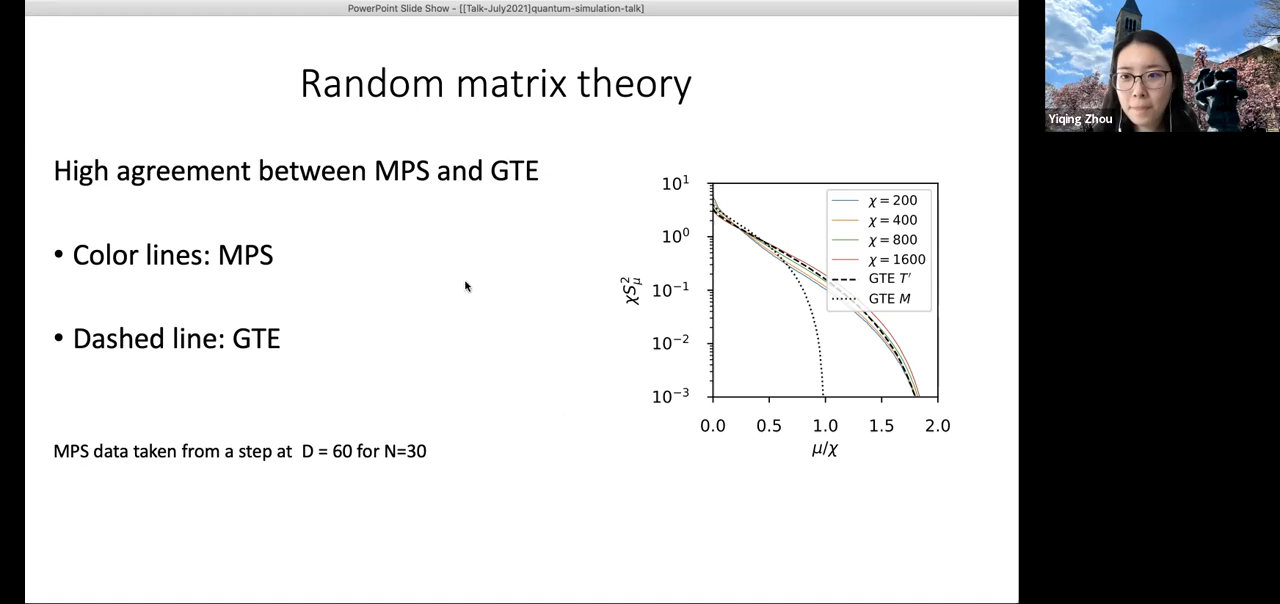 PowerPoint Slide Show - [[Talk-July2021]quantum-simulation-talk]
Random matrix theory
High agreement between MPS and GTE
• Color lines: MPS
• Dashed line: GTE
MPS data taken from a step at D = 60 for N=30
10¹
10⁰
10⁻¹
10⁻²
10⁻³
χS²μ
0.0 0.5 1.0 1.5 2.0
μ/χ
χ = 200
χ = 400
χ = 800
χ = 1600
GTE T′
GTE M
Yiqing Zhou